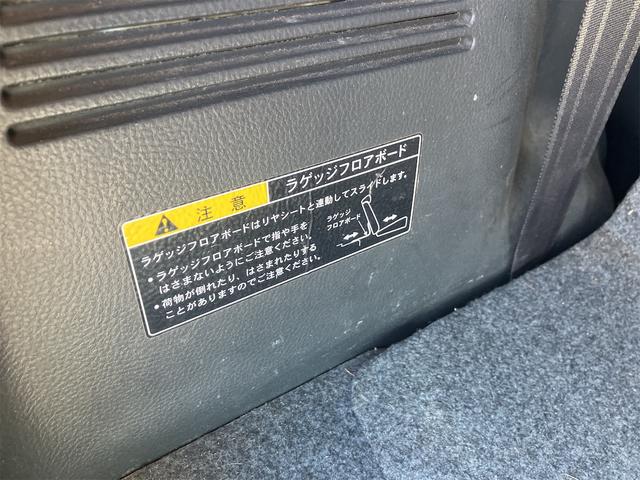 注意 ラゲッジフロアボード
ラゲッジフロアボードはリヤシートと連動してスライドします。
•ラゲッジフロアボードで指や手を
はさまないようにご注意ください。
•荷物が倒れたり、はさまれたりする
ことがありますのでご注意ください。
ラゲッジ
フロアボード